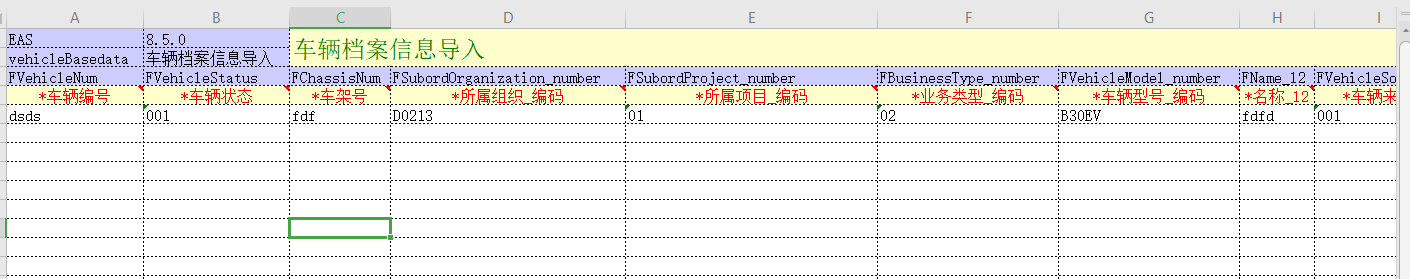 A B C D E F G H I
EAS 8.5.0 车辆档案信息导入
vehicleBasedata 车辆档案信息导入
FVehicleNum FVehicleStatus FChassisNum FSubordOrganization_number FSubordProject_number FBusinessType_number FVehicleModel_number FName_12 FVehicleSo
*车辆编号 *车辆状态 *车架号 *所属组织_编码 *所属项目_编码 *业务类型_编码 *车辆型号_编码 *名称_12 *车辆来
dsds 001 fdf D0213 01 02 B30EV fdfd 001